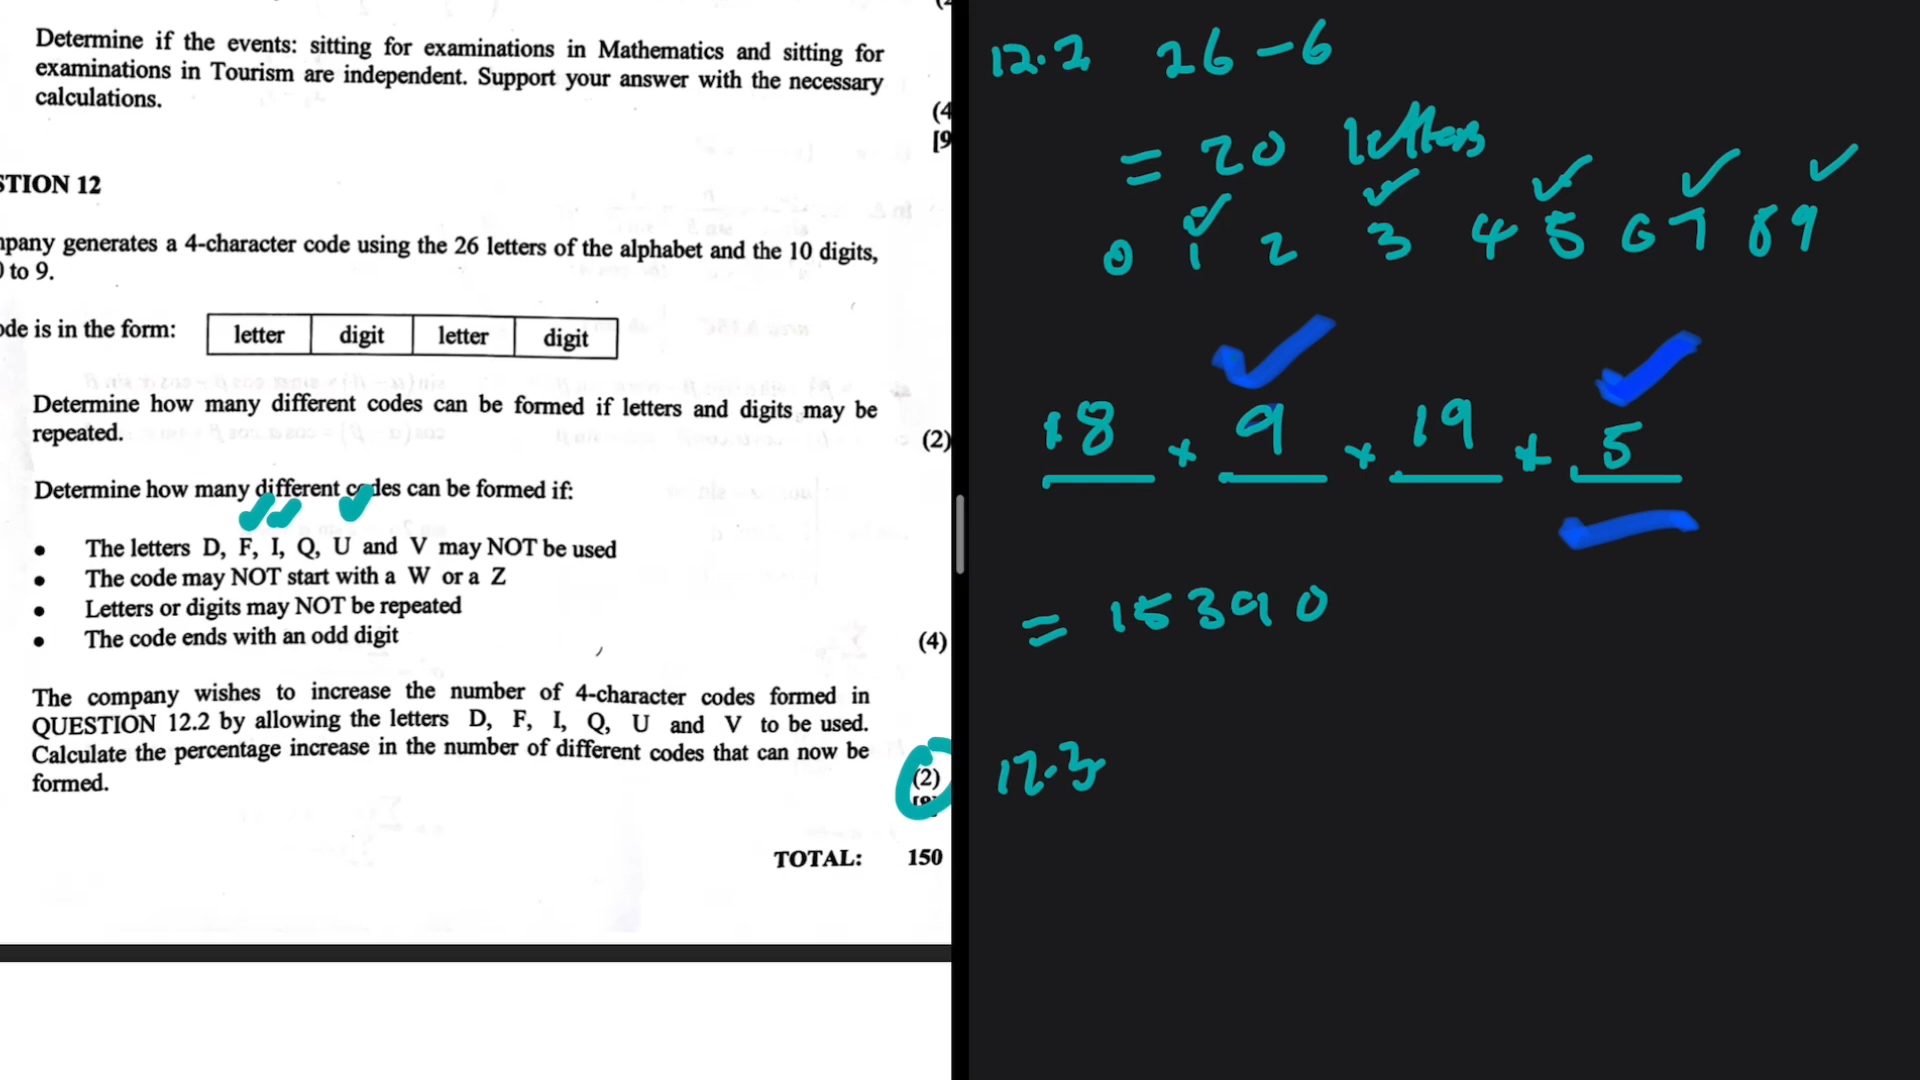 Determine if the events: sitting for examinations in Mathematics and sitting for
examinations in Tourism are independent. Support your answer with the necessary
calculations.
(4
[9
STION 12
mpany generates a 4-character code using the 26 letters of the alphabet and the 10 digits,
0 to 9.
ode is in the form:
letter digit letter digit
Determine how many different codes can be formed if letters and digits may be
repeated.
(2)
Determine how many different codes can be formed if:
• The letters D, F, I, Q, U and V may NOT be used
• The code may NOT start with a W or a Z
• Letters or digits may NOT be repeated
• The code ends with an odd digit
(4)
The company wishes to increase the number of 4-character codes formed in
QUESTION 12.2 by allowing the letters D, F, I, Q, U and V to be used.
Calculate the percentage increase in the number of different codes that can now be
formed.
(2)
TOTAL: 150
12.2 26 - 6
= 20 letters
0 1 2 3 4 5 6 7 8 9
18 × 9 × 19 × 5
= 15390
12.3